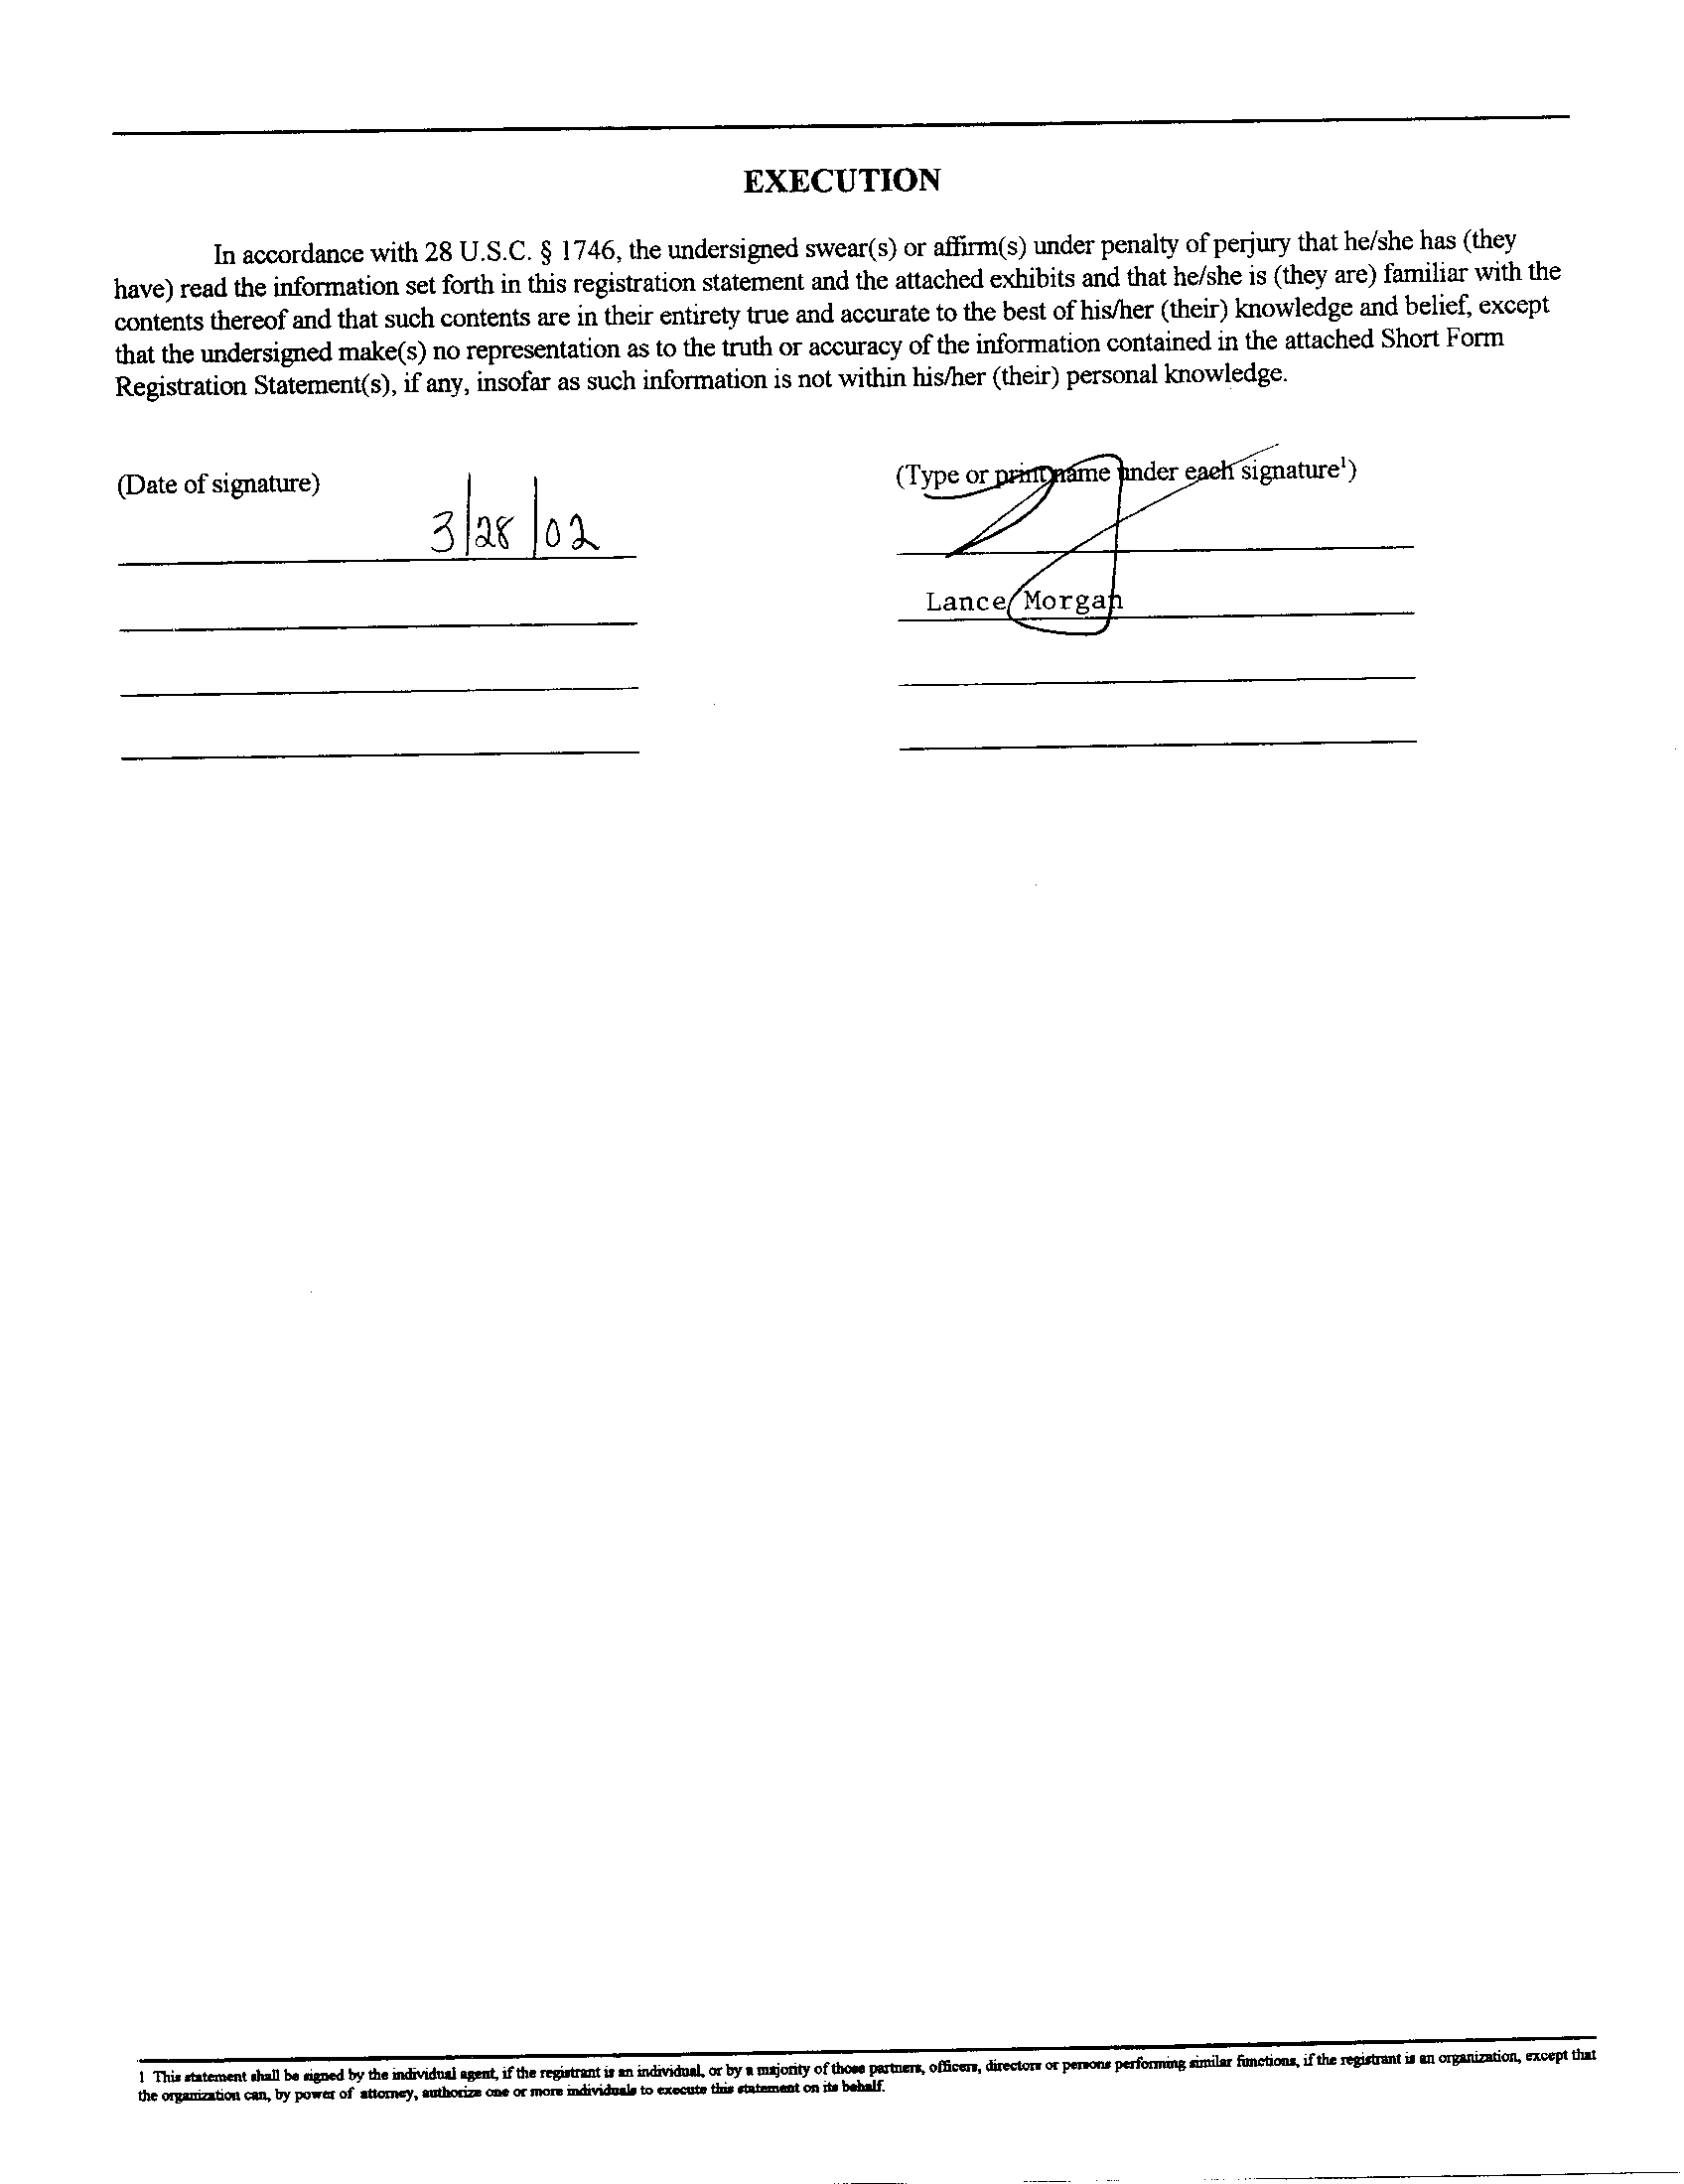 EXECUTION
In accordance with 28 U.S.C. § 1746, the undersigned swear(s) or affirm(s) under penalty of perjury that he/she has (they
have) read the information set forth in this registration statement and the attached exhibits and that he/she is (they are) familiar with the
contents thereof and that such contents are in their entirety true and accurate to the best of his/her (their) knowledge and belief, except
that the undersigned make(s) no representation as to the truth or accuracy of the information contained in the attached Short Form
Registration Statement(s), if any, insofar as such information is not within his/her (their) personal knowledge.
(Date of signature)
(Type or print name under each signature¹)
3/28/02
Lance Morgan
1 This statement shall be signed by the individual agent, if the registrant is an individual, or by a majority of those partners, officers, directors or persons performing similar functions, if the registrant is an organization, except that
the organization can, by power of attorney, authorize one or more individuals to execute this statement on its behalf.